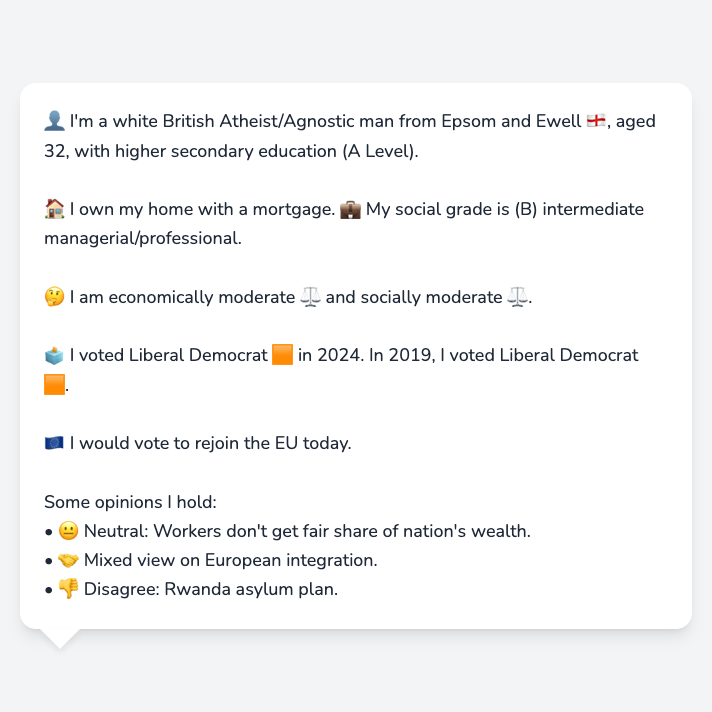 👤 I'm a white British Atheist/Agnostic man from Epsom and Ewell 🏴󠁧󠁢󠁥󠁮󠁧󠁿, aged
32, with higher secondary education (A Level).
🏠 I own my home with a mortgage. 💼 My social grade is (B) intermediate
managerial/professional.
🤔 I am economically moderate ⚖️ and socially moderate ⚖️.
🗳️ I voted Liberal Democrat 🟧 in 2024. In 2019, I voted Liberal Democrat
🟧.
🇪🇺 I would vote to rejoin the EU today.
Some opinions I hold:
• 😐 Neutral: Workers don't get fair share of nation's wealth.
• 🤝 Mixed view on European integration.
• 👎 Disagree: Rwanda asylum plan.